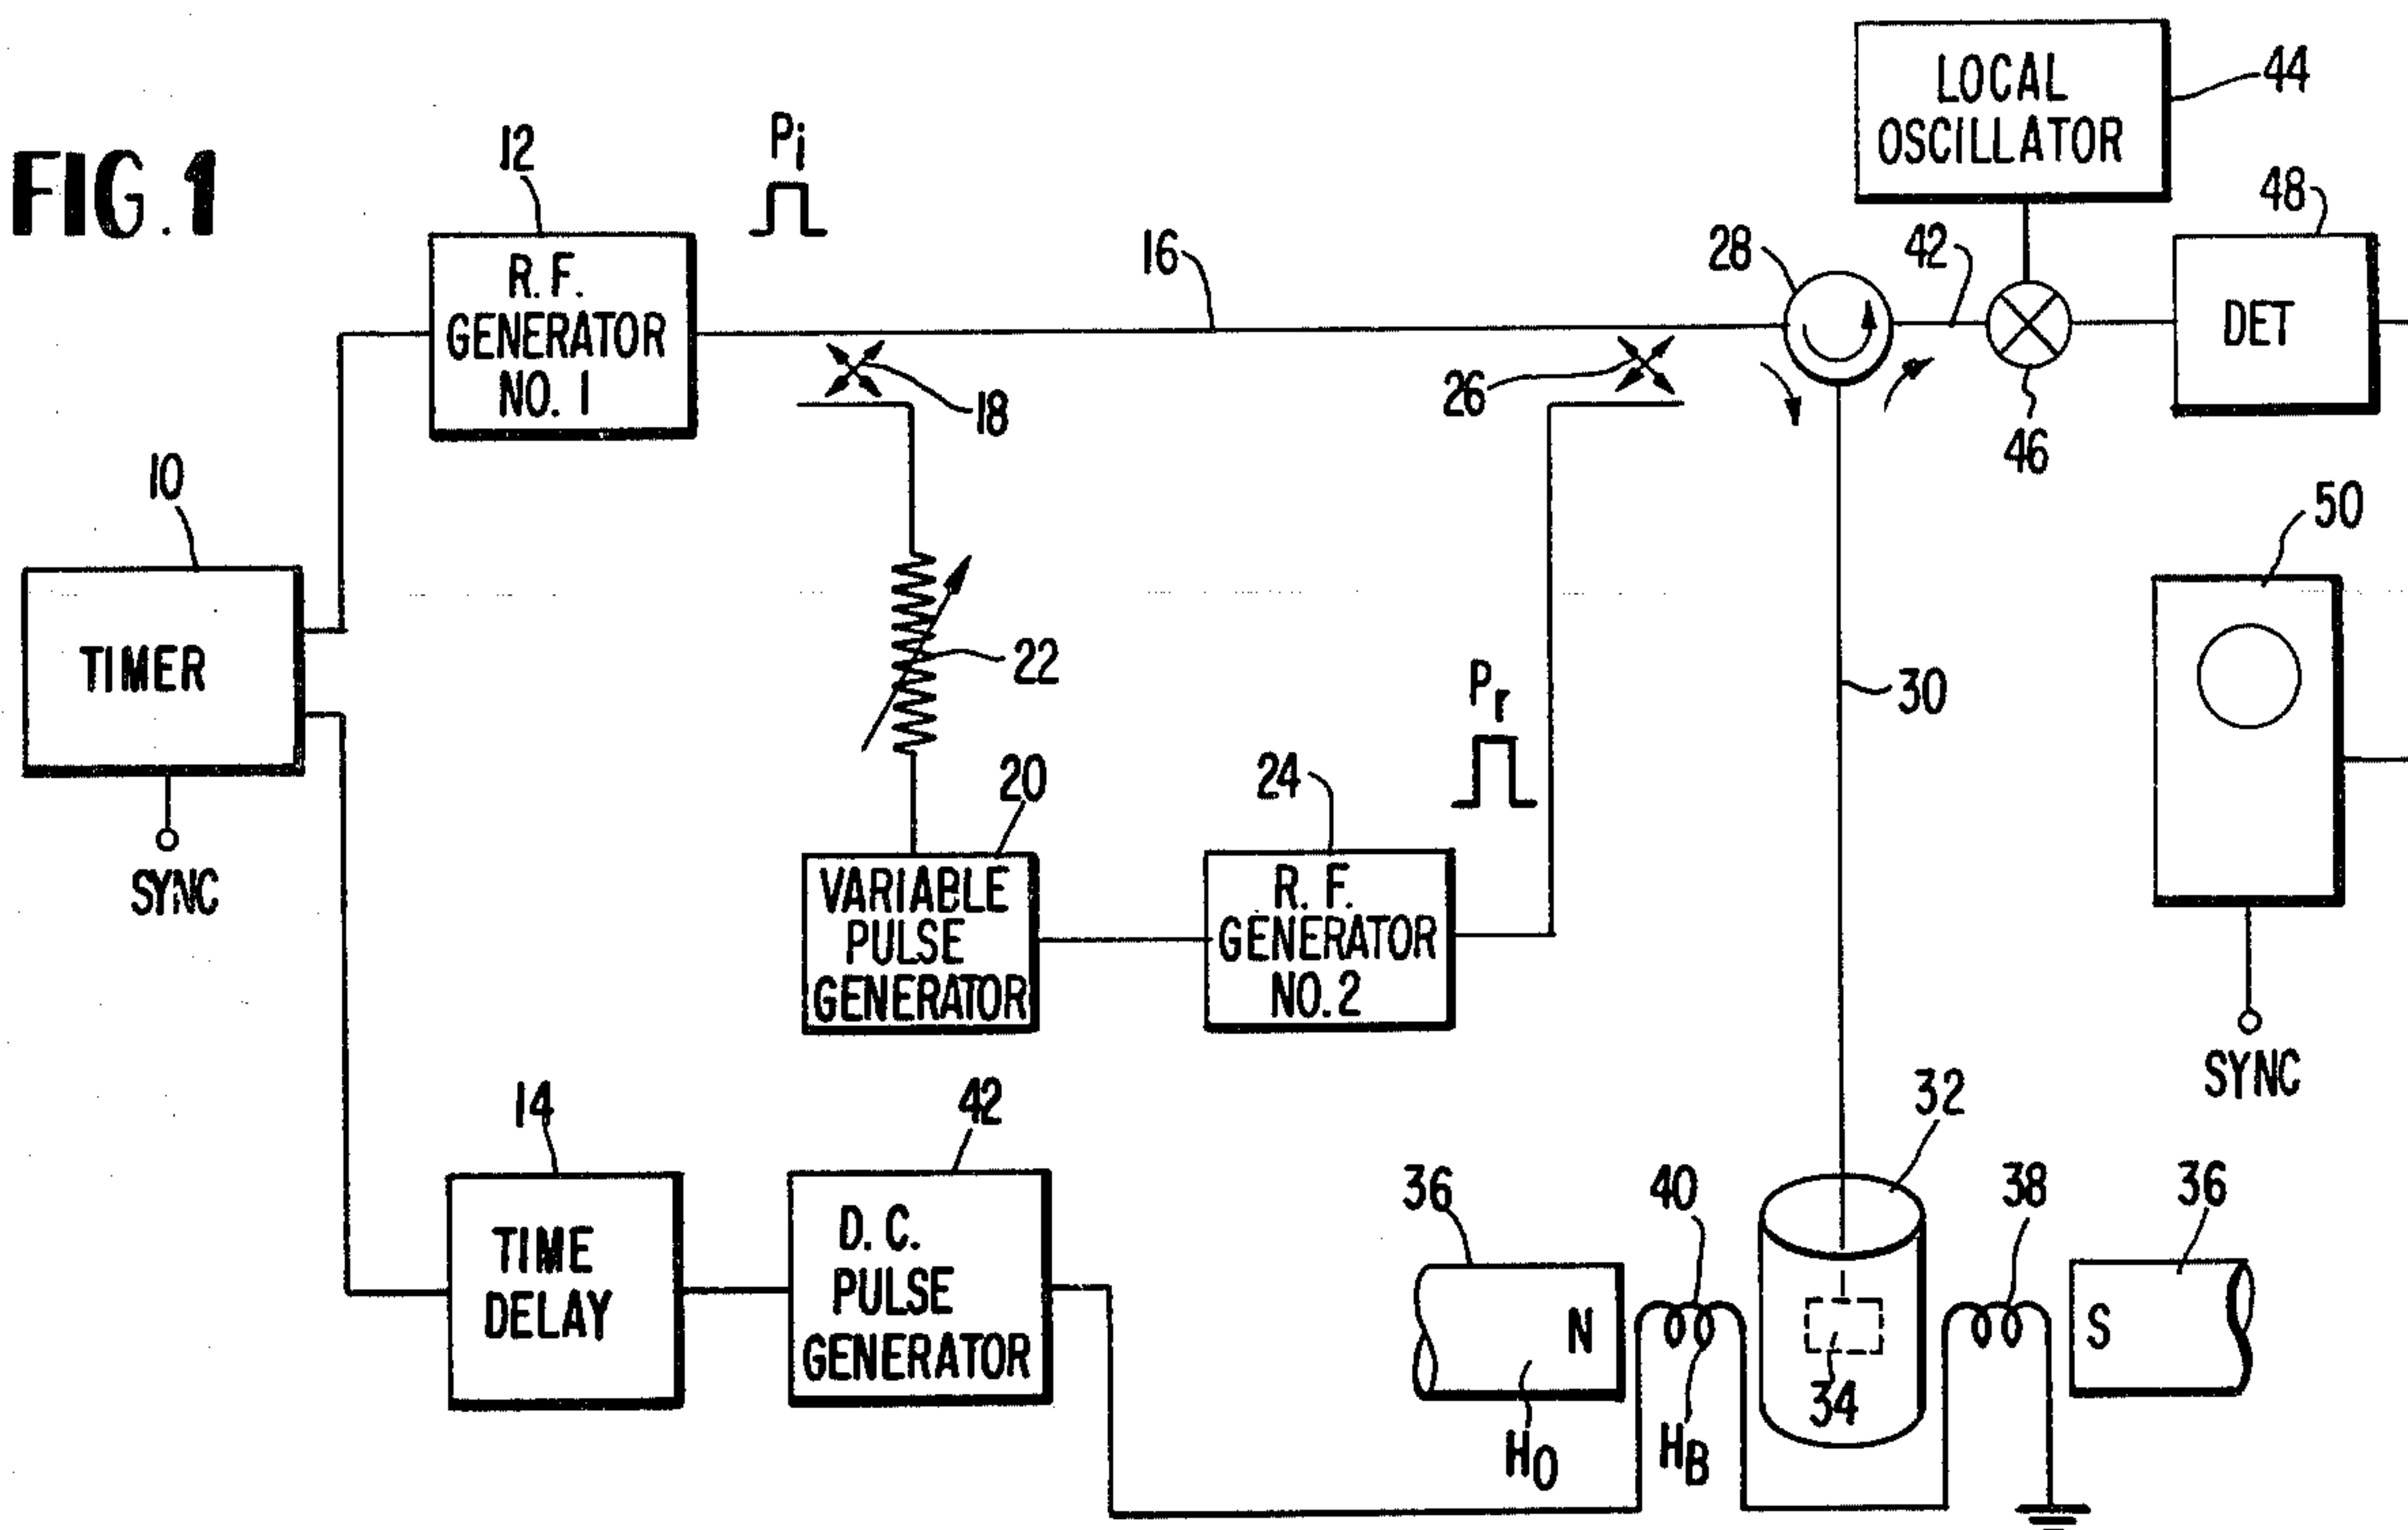 FIG.1
12
Pi
R. F.
GENERATOR
NO. 1
16
18
26
28
42
LOCAL
OSCILLATOR
44
46
48
DET
10
TIMER
SYNC
22
20
VARIABLE
PULSE
GENERATOR
24
R. F.
GENERATOR
NO. 2
Pr
30
50
SYNC
14
TIME
DELAY
42
D. C.
PULSE
GENERATOR
36
N
HO
40
HB
32
34
38
36
S